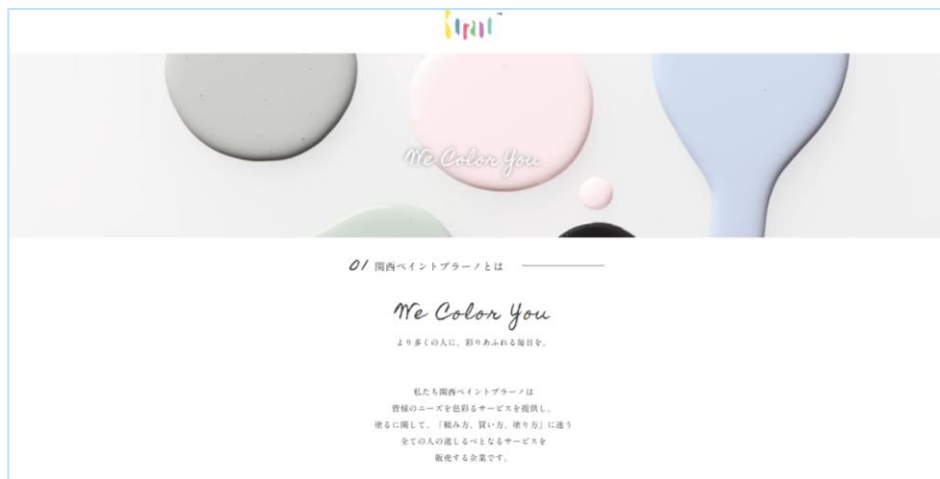 We Color You
01 関西ペイントプラーノとは
We Color You
より多くの人に、彩りあふれる毎日を。
私たち関西ペイントプラーノは
皆様のニーズを色彩るサービスを提供し、
塗るに関して、「頼み方、買い方、塗り方」に迷う
全ての人の道しるべとなるサービスを
販売する企業です。